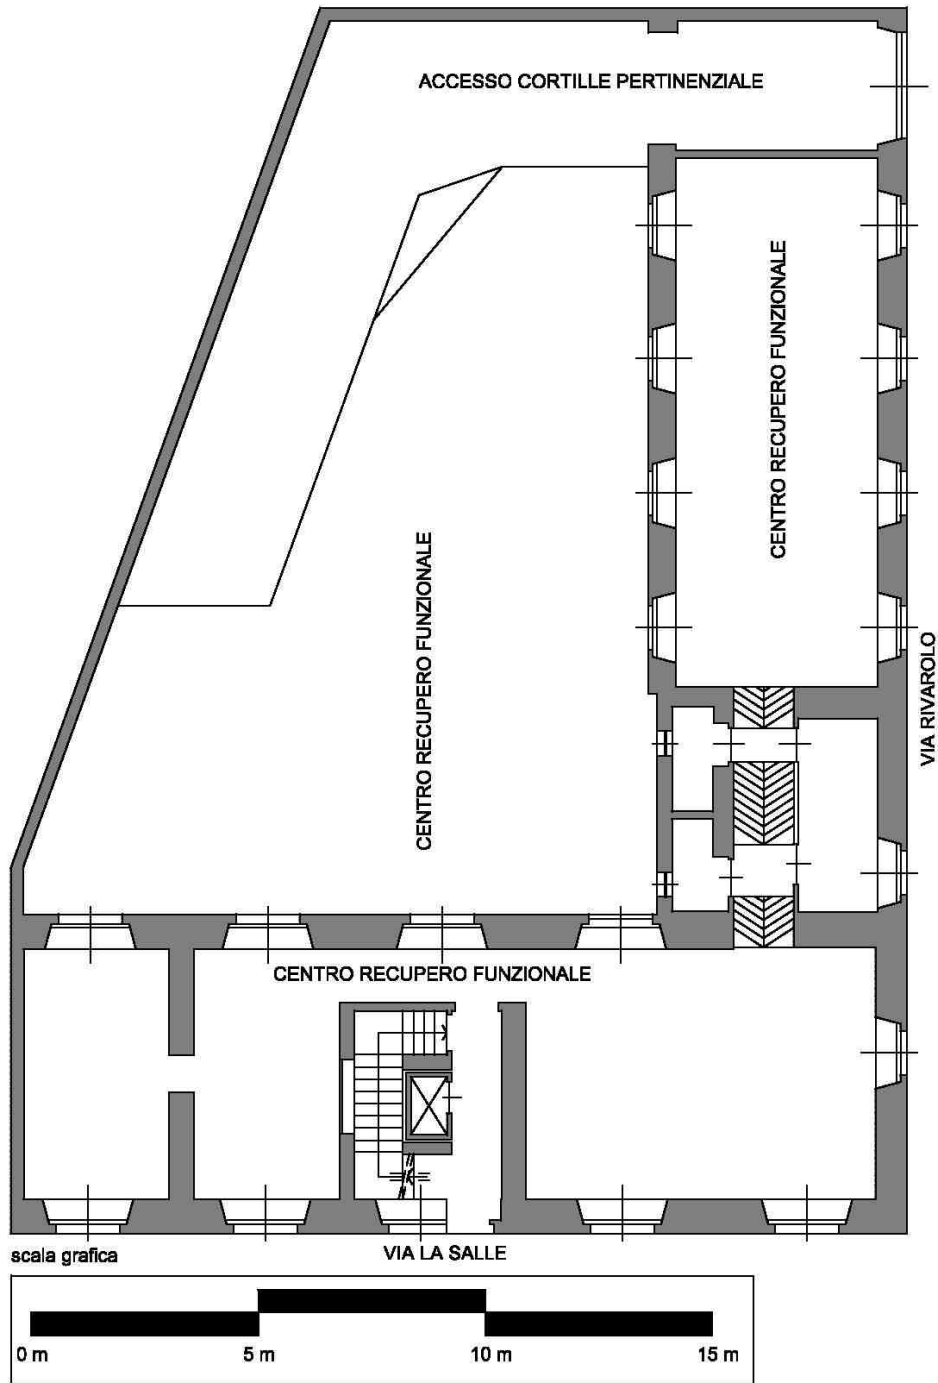 ACCESSO CORTILLE PERTINENZIALE
CENTRO RECUPERO FUNZIONALE
CENTRO RECUPERO FUNZIONALE
VIA RIVAROLO
CENTRO RECUPERO FUNZIONALE
scala grafica
VIA LA SALLE
0 m 5 m 10 m 15 m